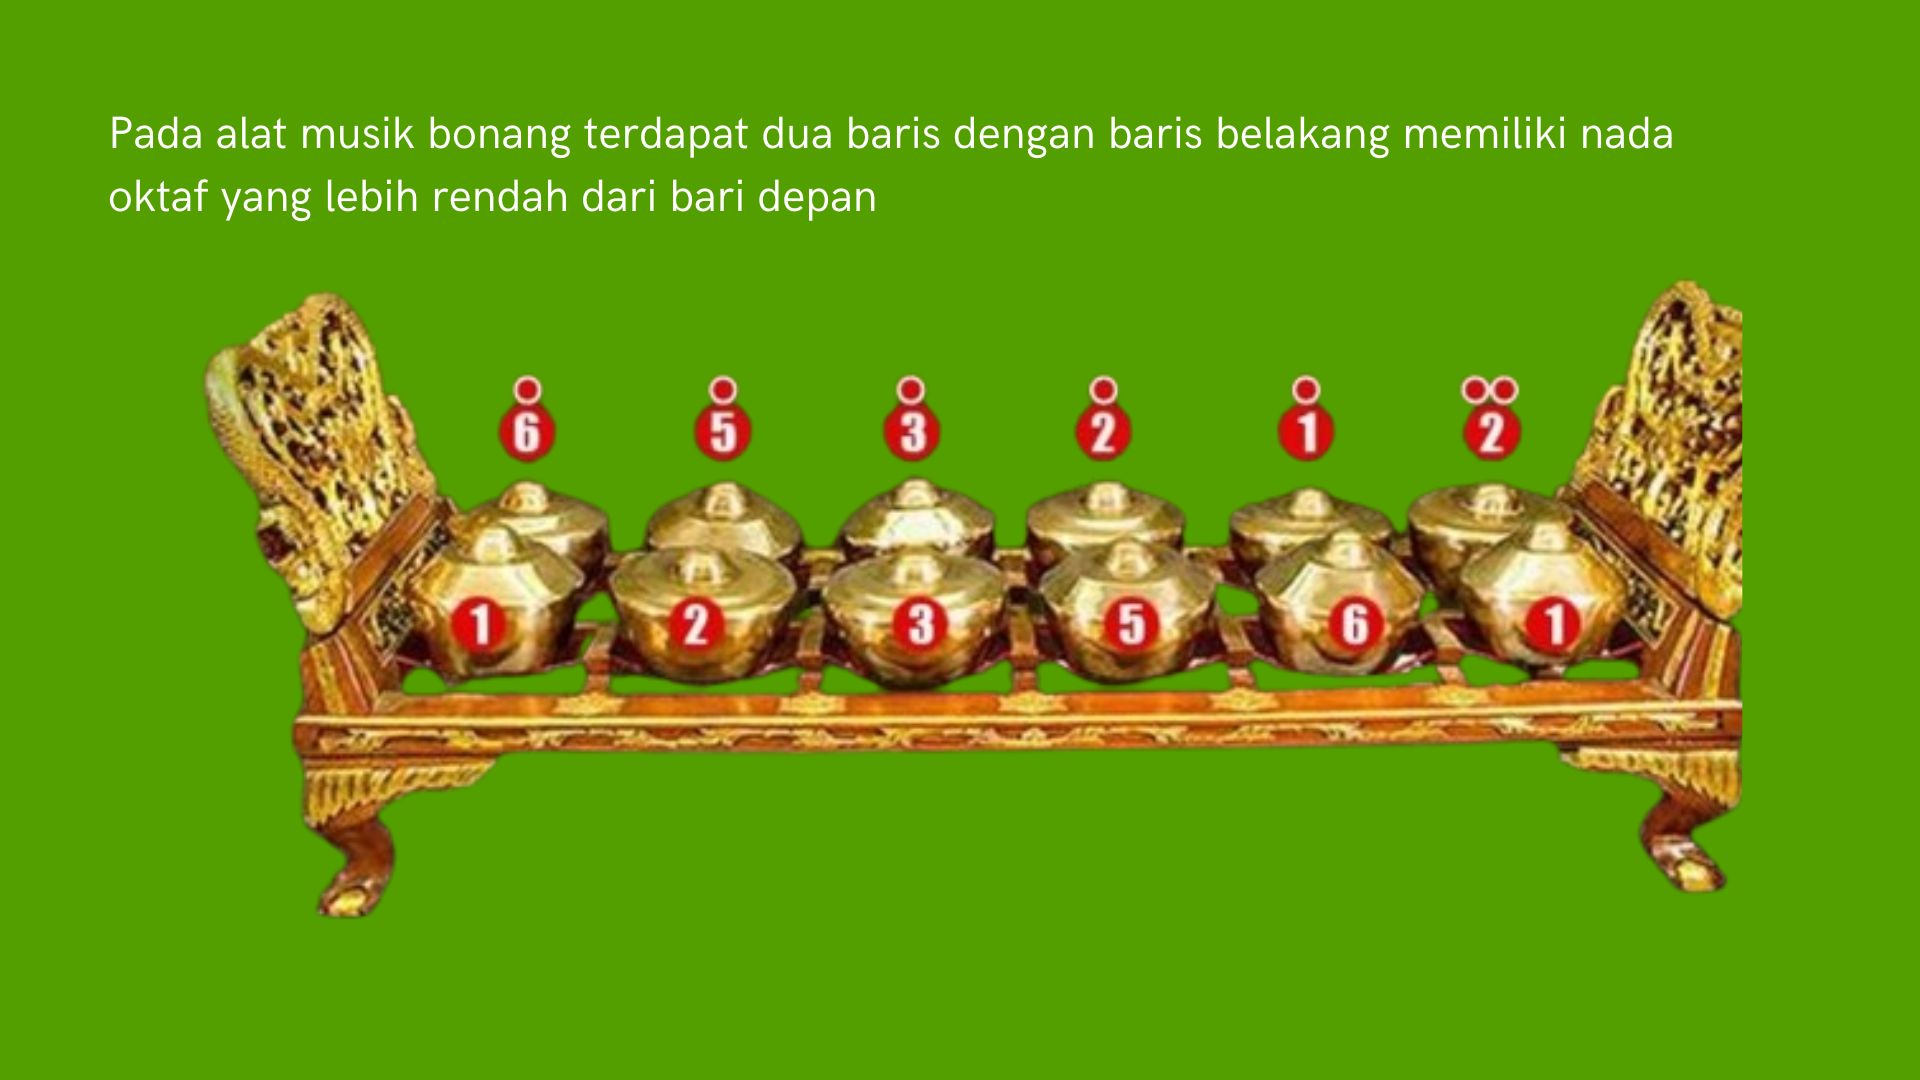 Pada alat musik bonang terdapat dua baris dengan baris belakang memiliki nada
oktaf yang lebih rendah dari bari depan
6 5 3 2 1 2
1 2 3 5 6 1